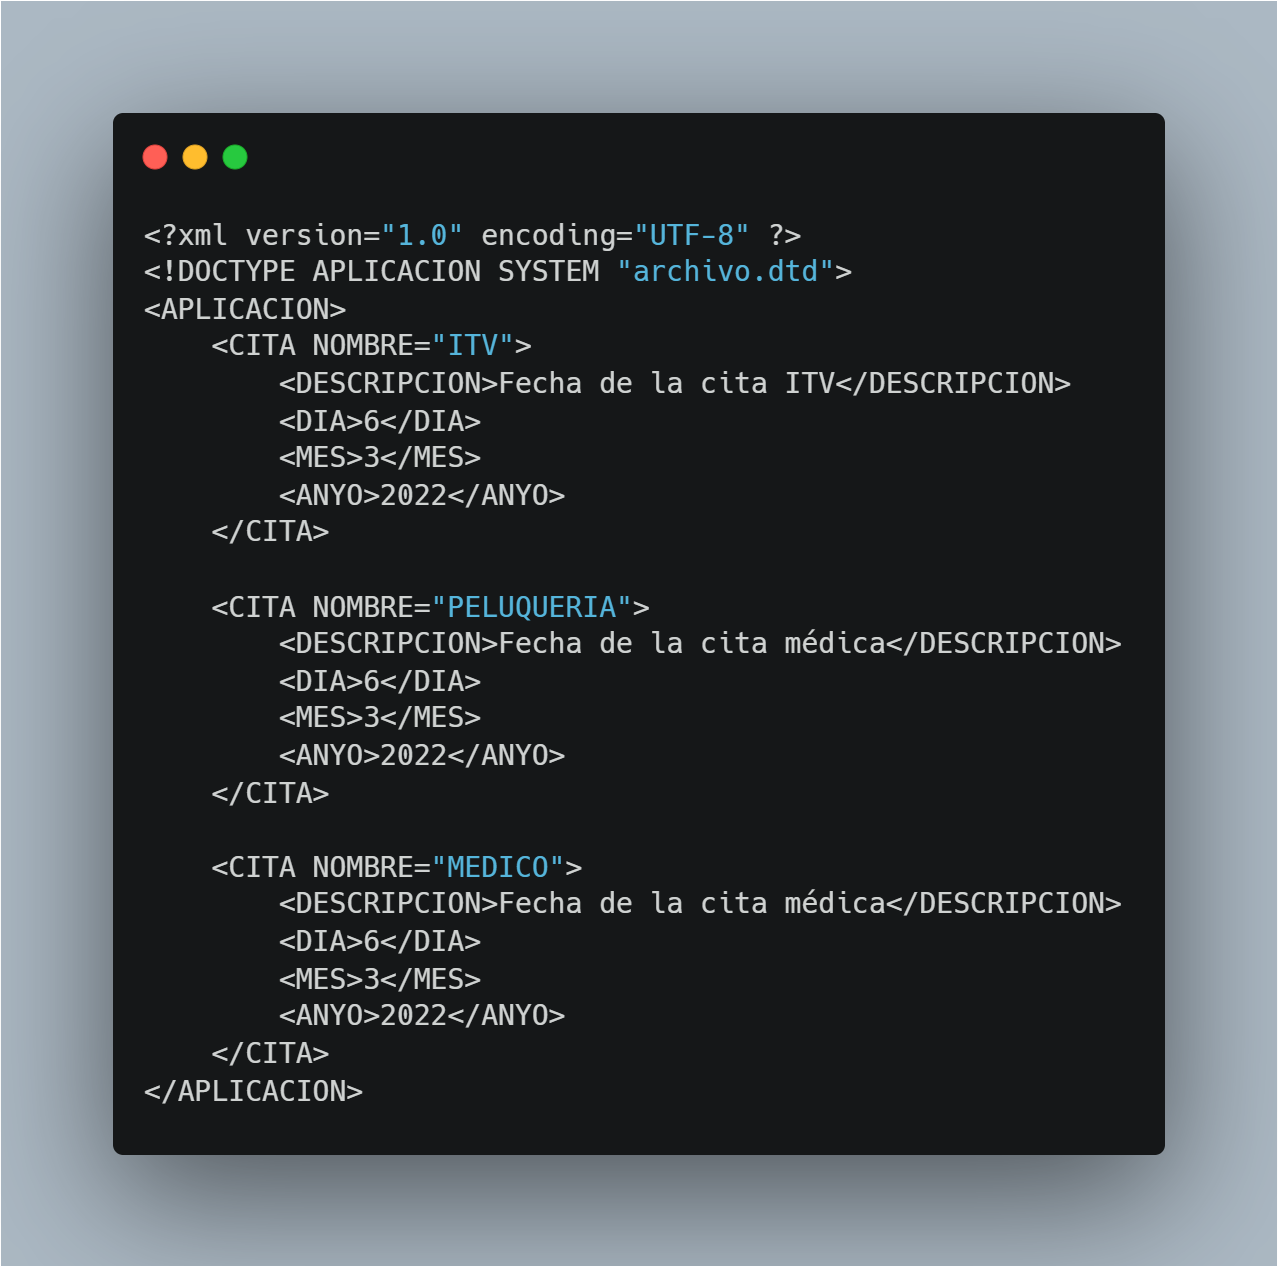 <?xml version="1.0" encoding="UTF-8" ?>
<!DOCTYPE APLICACION SYSTEM "archivo.dtd">
<APLICACION>
    <CITA NOMBRE="ITV">
        <DESCRIPCION>Fecha de la cita ITV</DESCRIPCION>
        <DIA>6</DIA>
        <MES>3</MES>
        <ANYO>2022</ANYO>
    </CITA>

    <CITA NOMBRE="PELUQUERIA">
        <DESCRIPCION>Fecha de la cita médica</DESCRIPCION>
        <DIA>6</DIA>
        <MES>3</MES>
        <ANYO>2022</ANYO>
    </CITA>

    <CITA NOMBRE="MEDICO">
        <DESCRIPCION>Fecha de la cita médica</DESCRIPCION>
        <DIA>6</DIA>
        <MES>3</MES>
        <ANYO>2022</ANYO>
    </CITA>
</APLICACION>